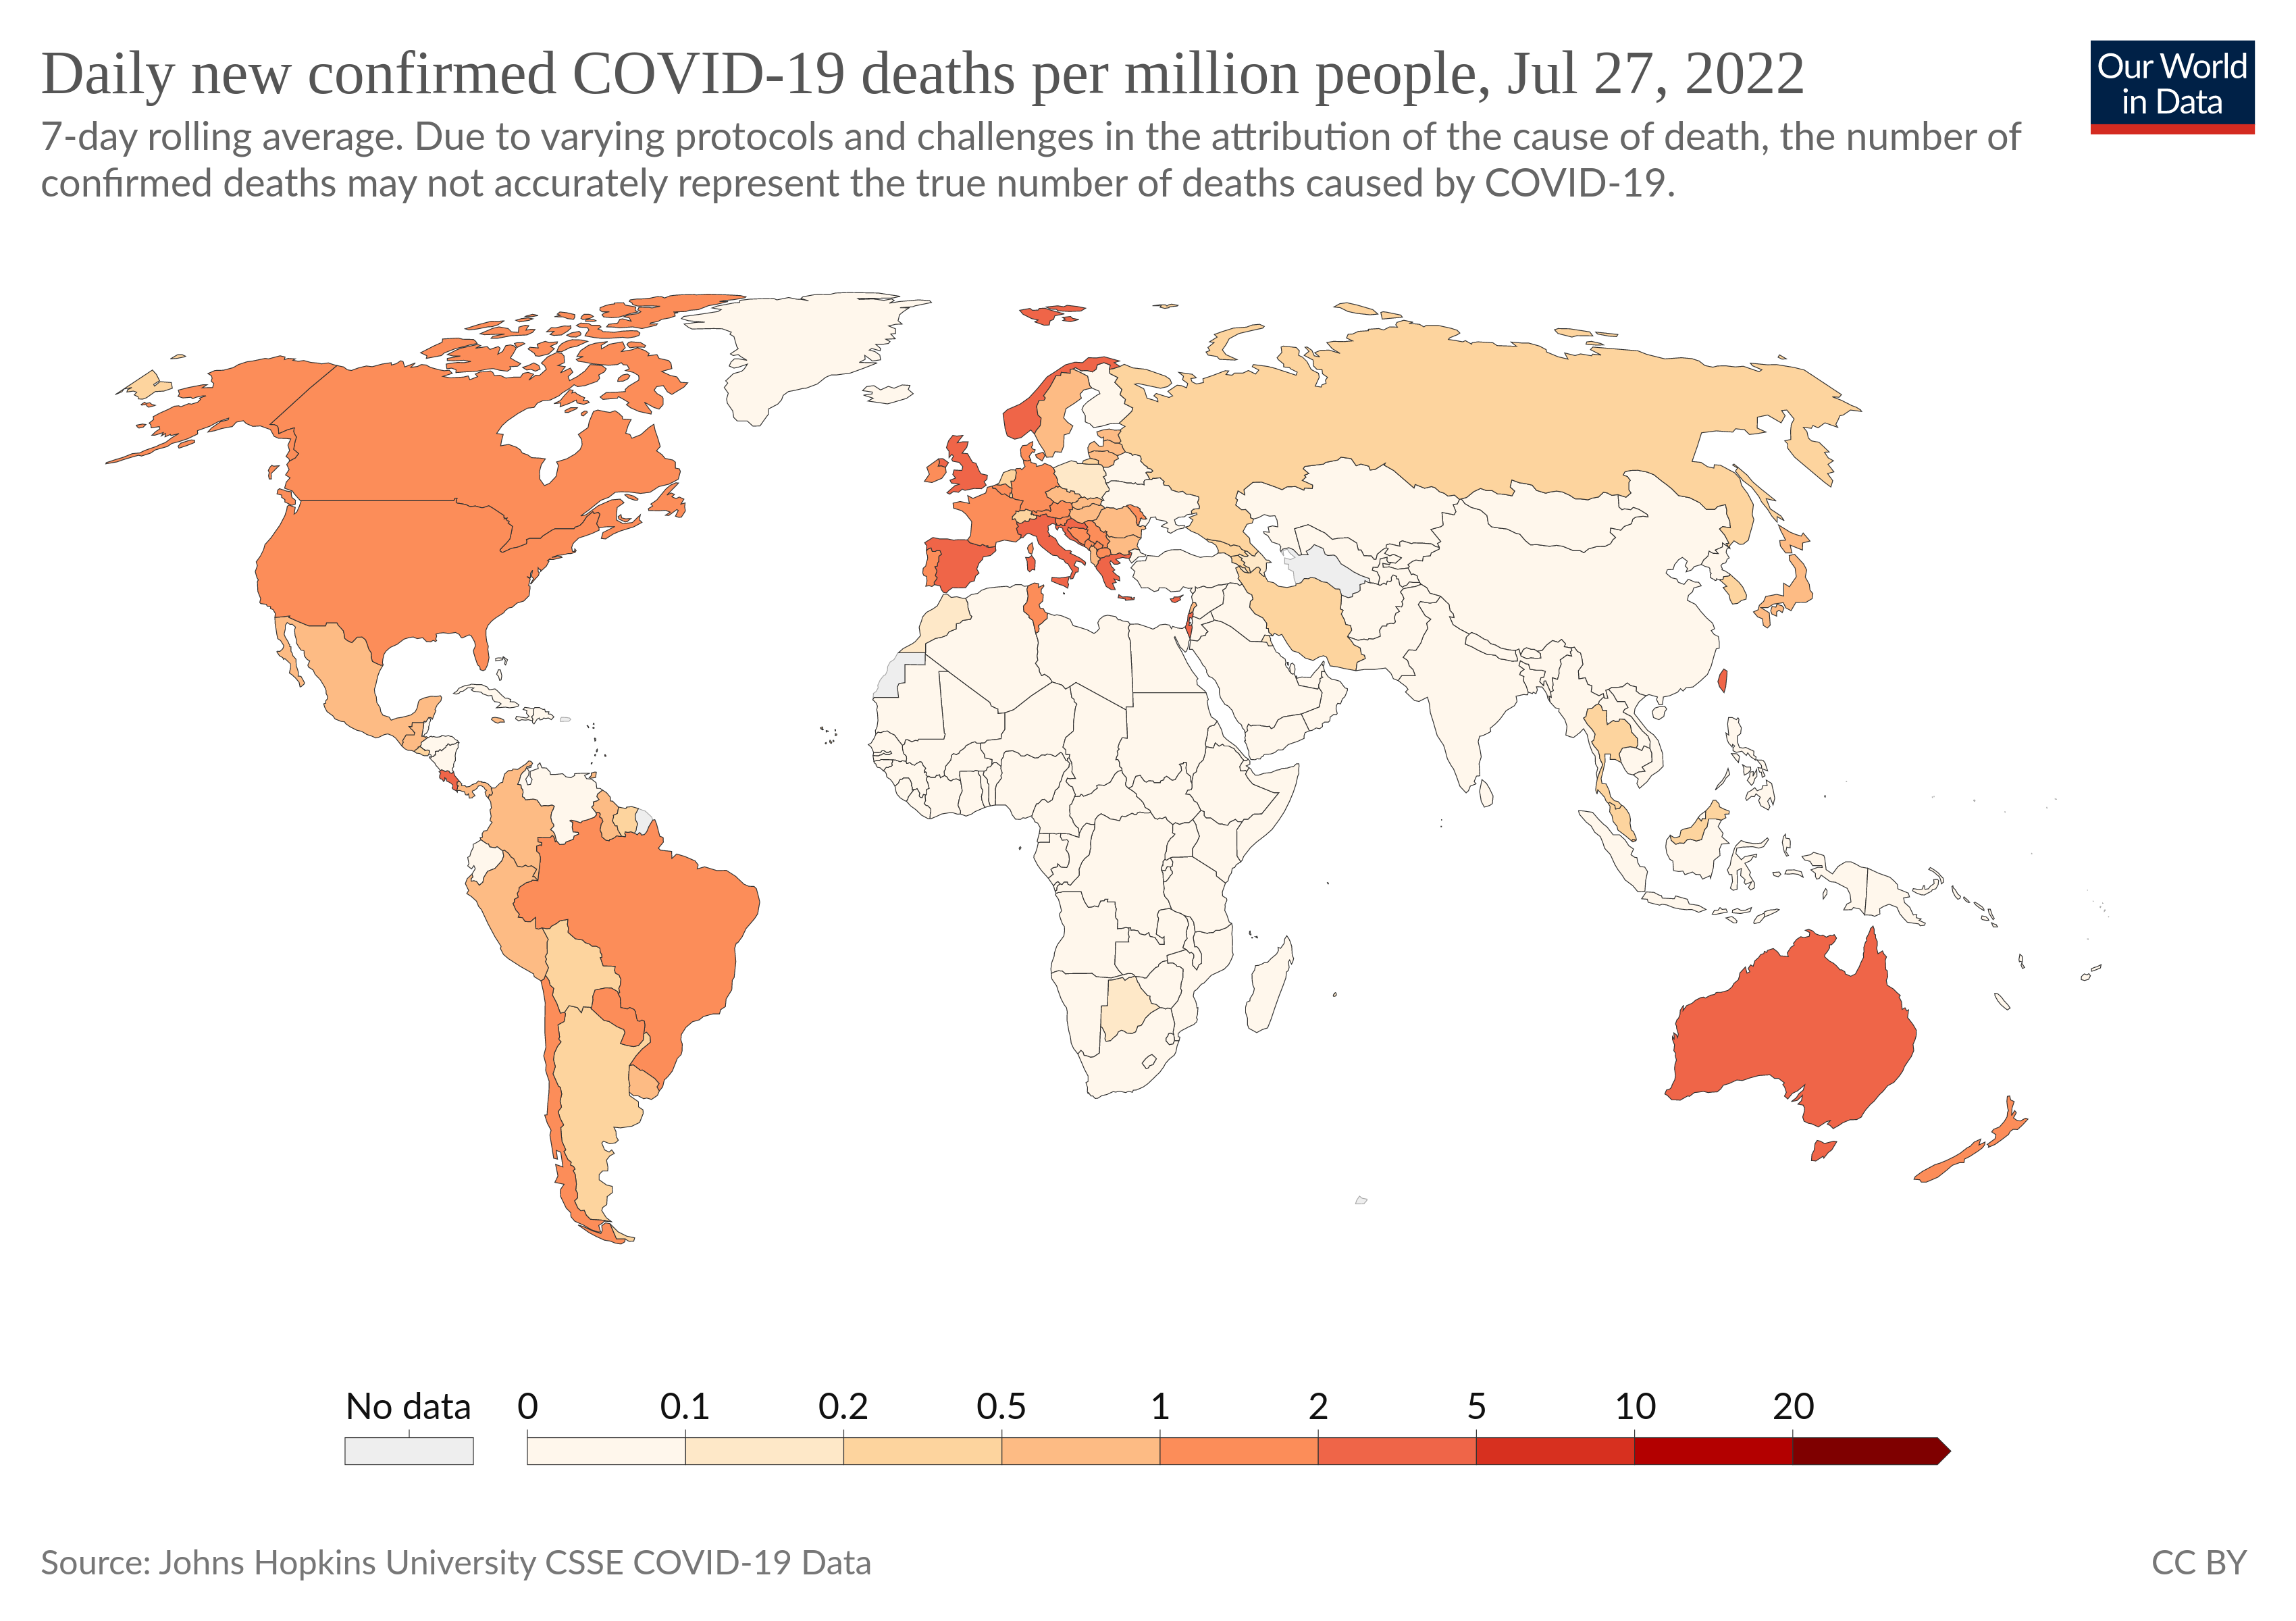 Daily new confirmed COVID-19 deaths per million people, Jul 27, 2022
Our World
in Data
7-day rolling average. Due to varying protocols and challenges in the attribution of the cause of death, the number of
confirmed deaths may not accurately represent the true number of deaths caused by COVID-19.
No data 0 0.1 0.2 0.5 1 2 5 10 20
Source: Johns Hopkins University CSSE COVID-19 Data
CC BY